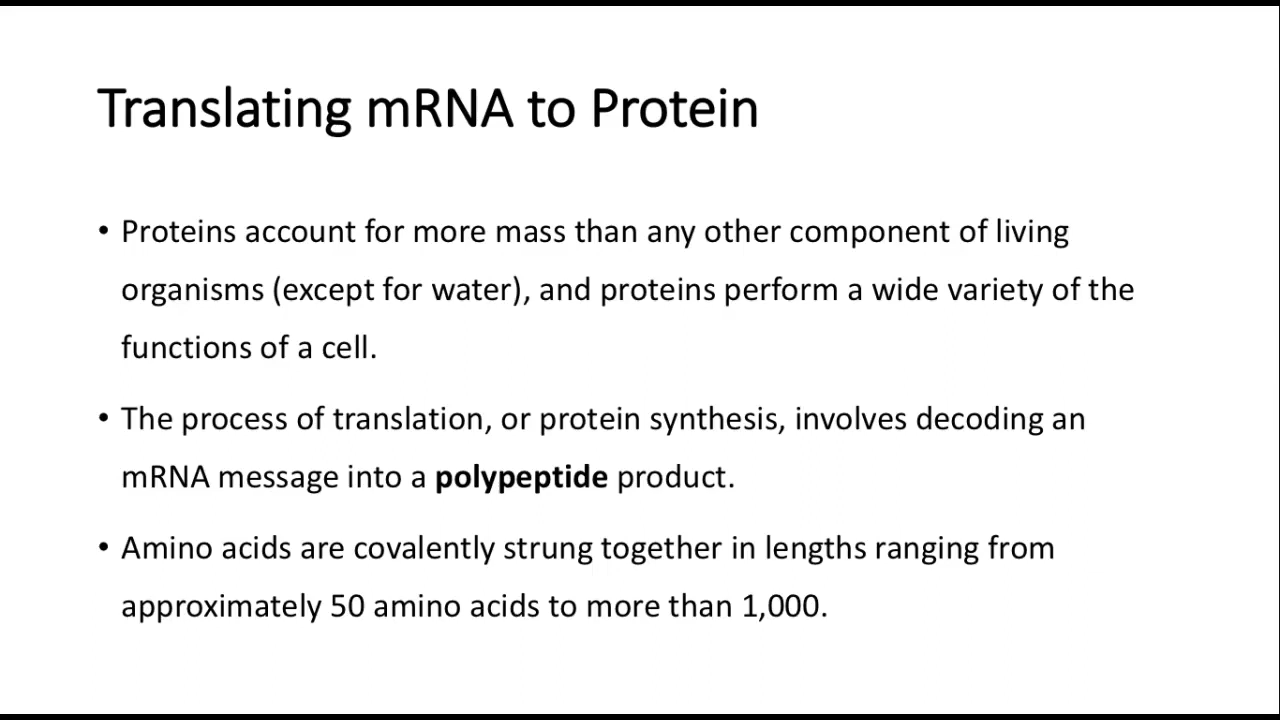 Translating mRNA to Protein
• Proteins account for more mass than any other component of living
organisms (except for water), and proteins perform a wide variety of the
functions of a cell.
• The process of translation, or protein synthesis, involves decoding an
mRNA message into a polypeptide product.
• Amino acids are covalently strung together in lengths ranging from
approximately 50 amino acids to more than 1,000.